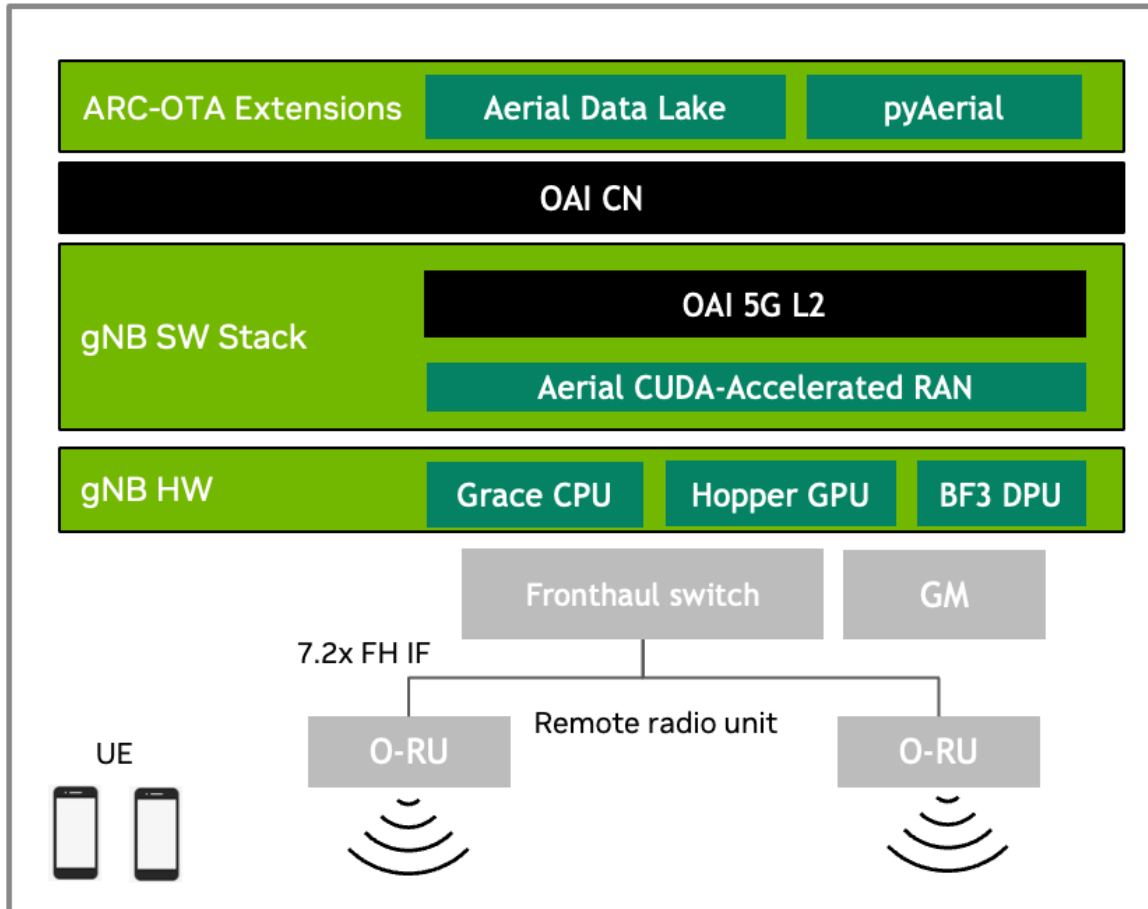 ARC-OTA Extensions
Aerial Data Lake
pyAerial
OAI CN
gNB SW Stack
OAI 5G L2
Aerial CUDA-Accelerated RAN
gNB HW
Grace CPU
Hopper GPU
BF3 DPU
Fronthaul switch
GM
7.2x FH IF
Remote radio unit
O-RU
O-RU
UE